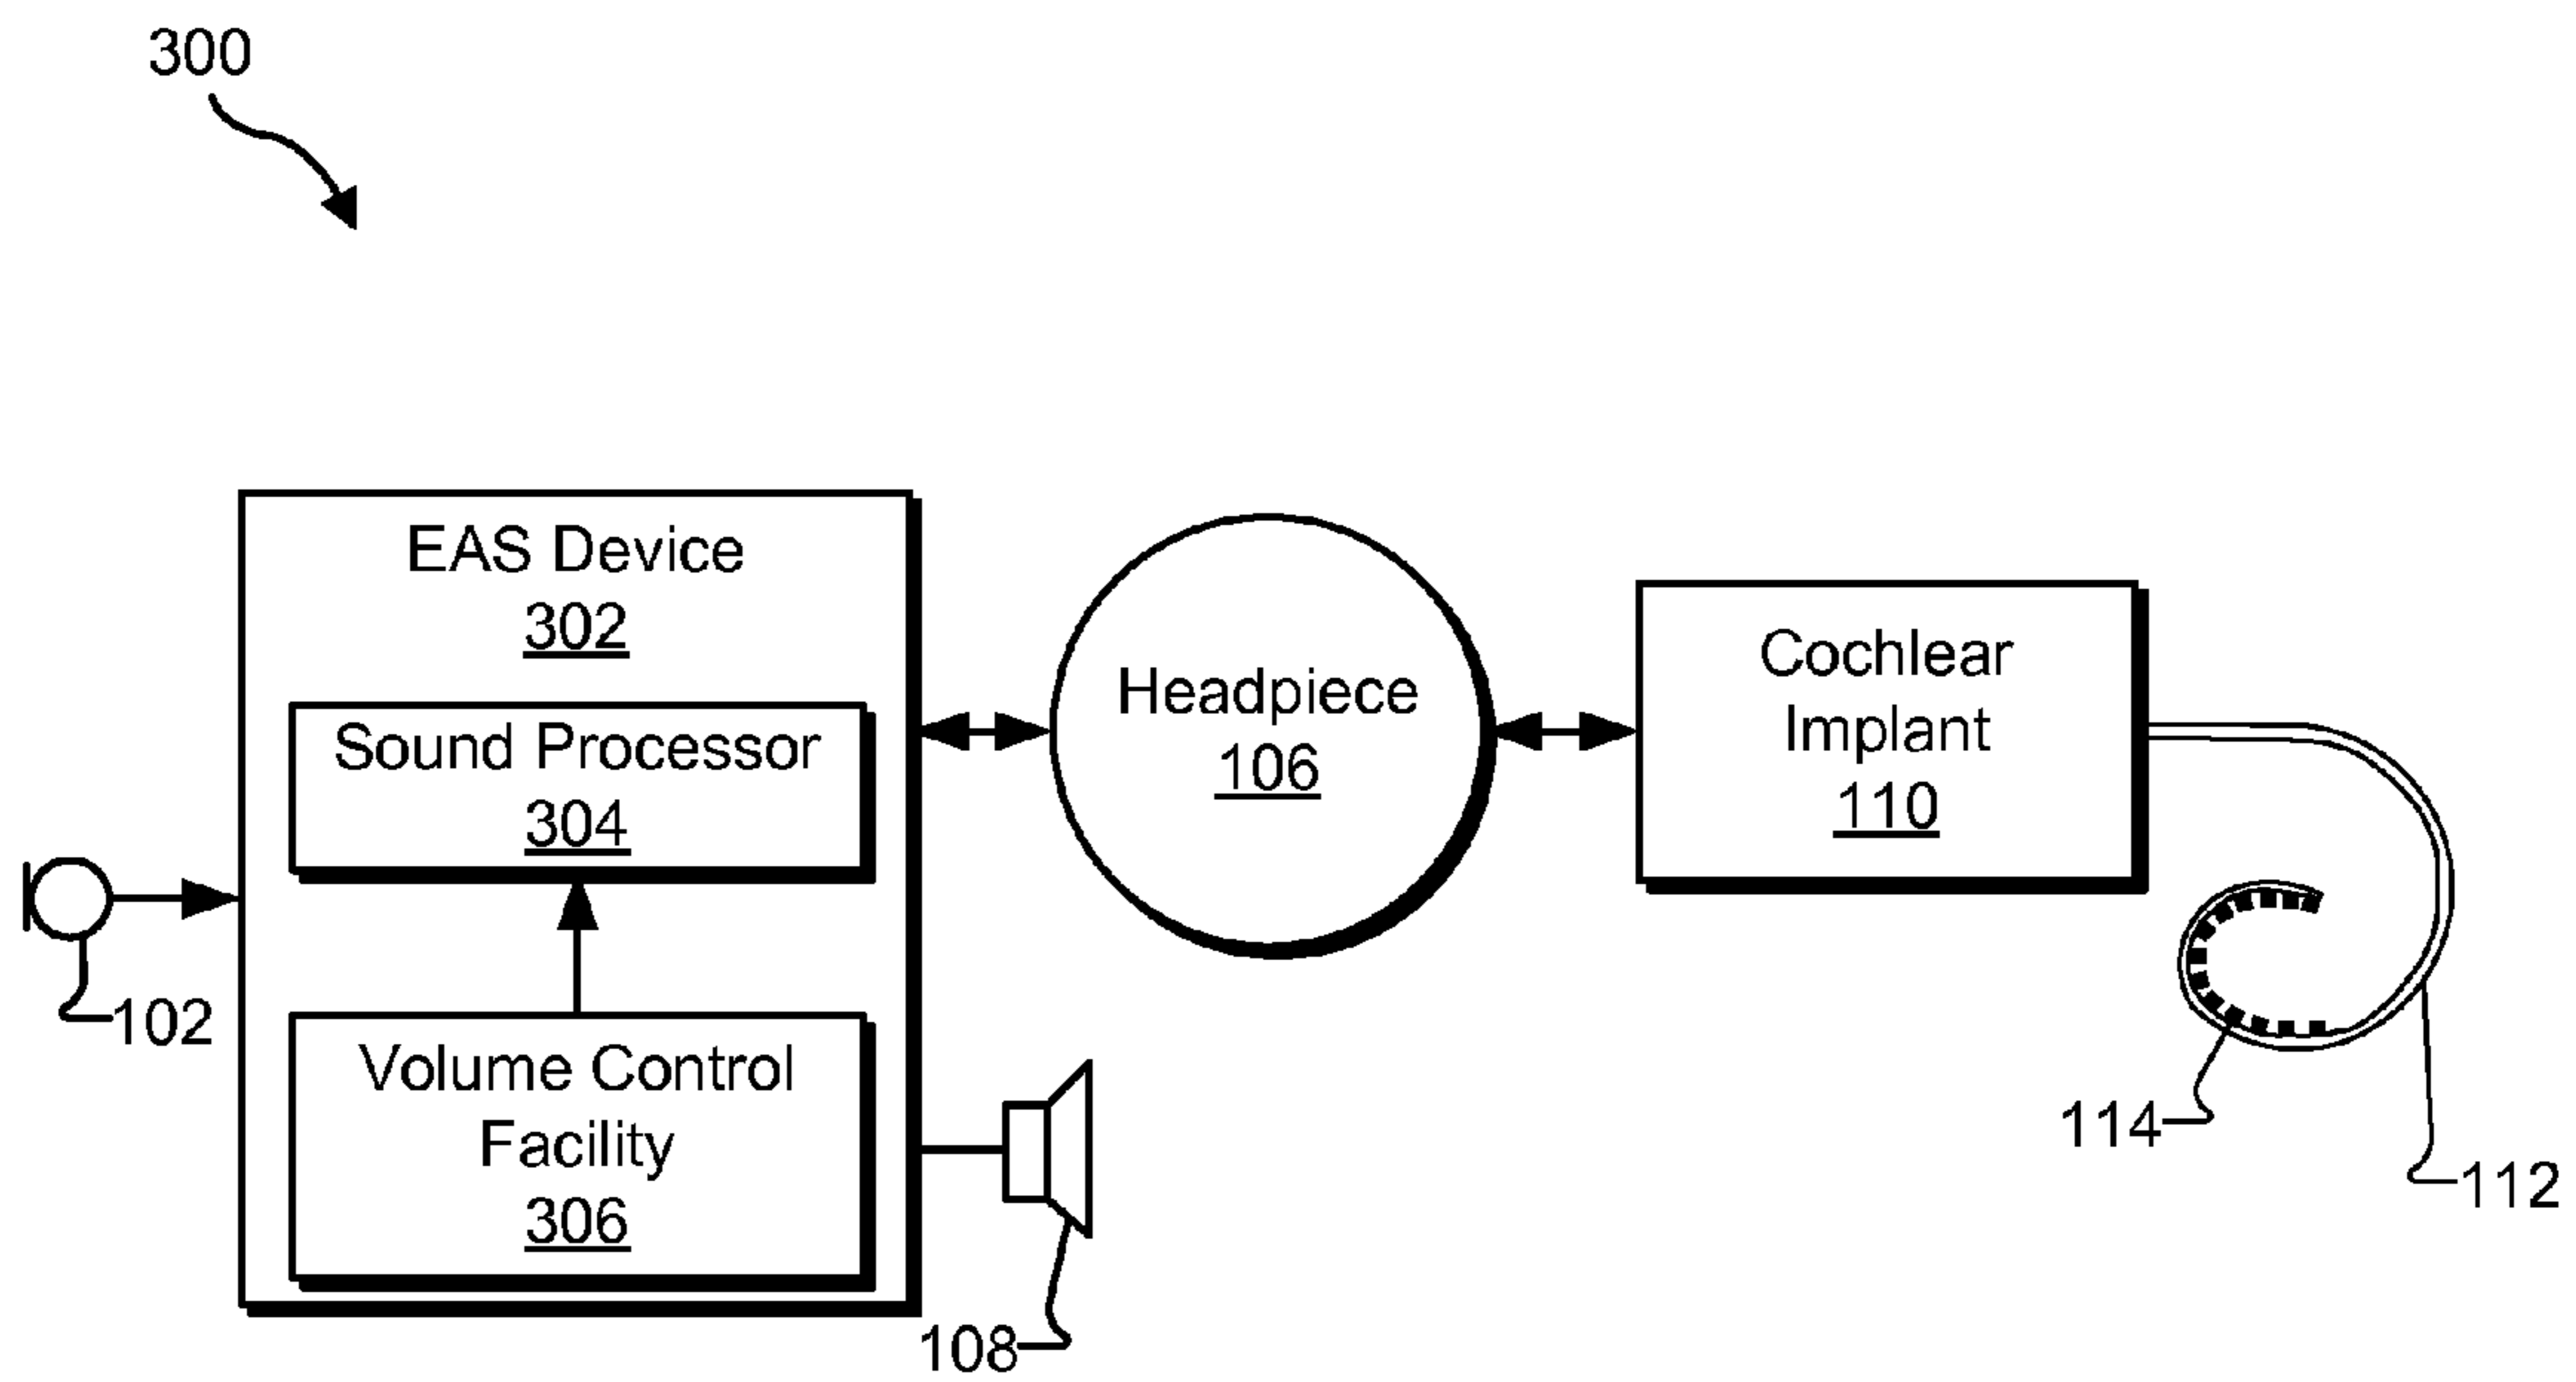 300
EAS Device
302
Sound Processor
304
Volume Control
Facility
306
Headpiece
106
Cochlear
Implant
110
102
108
114
112